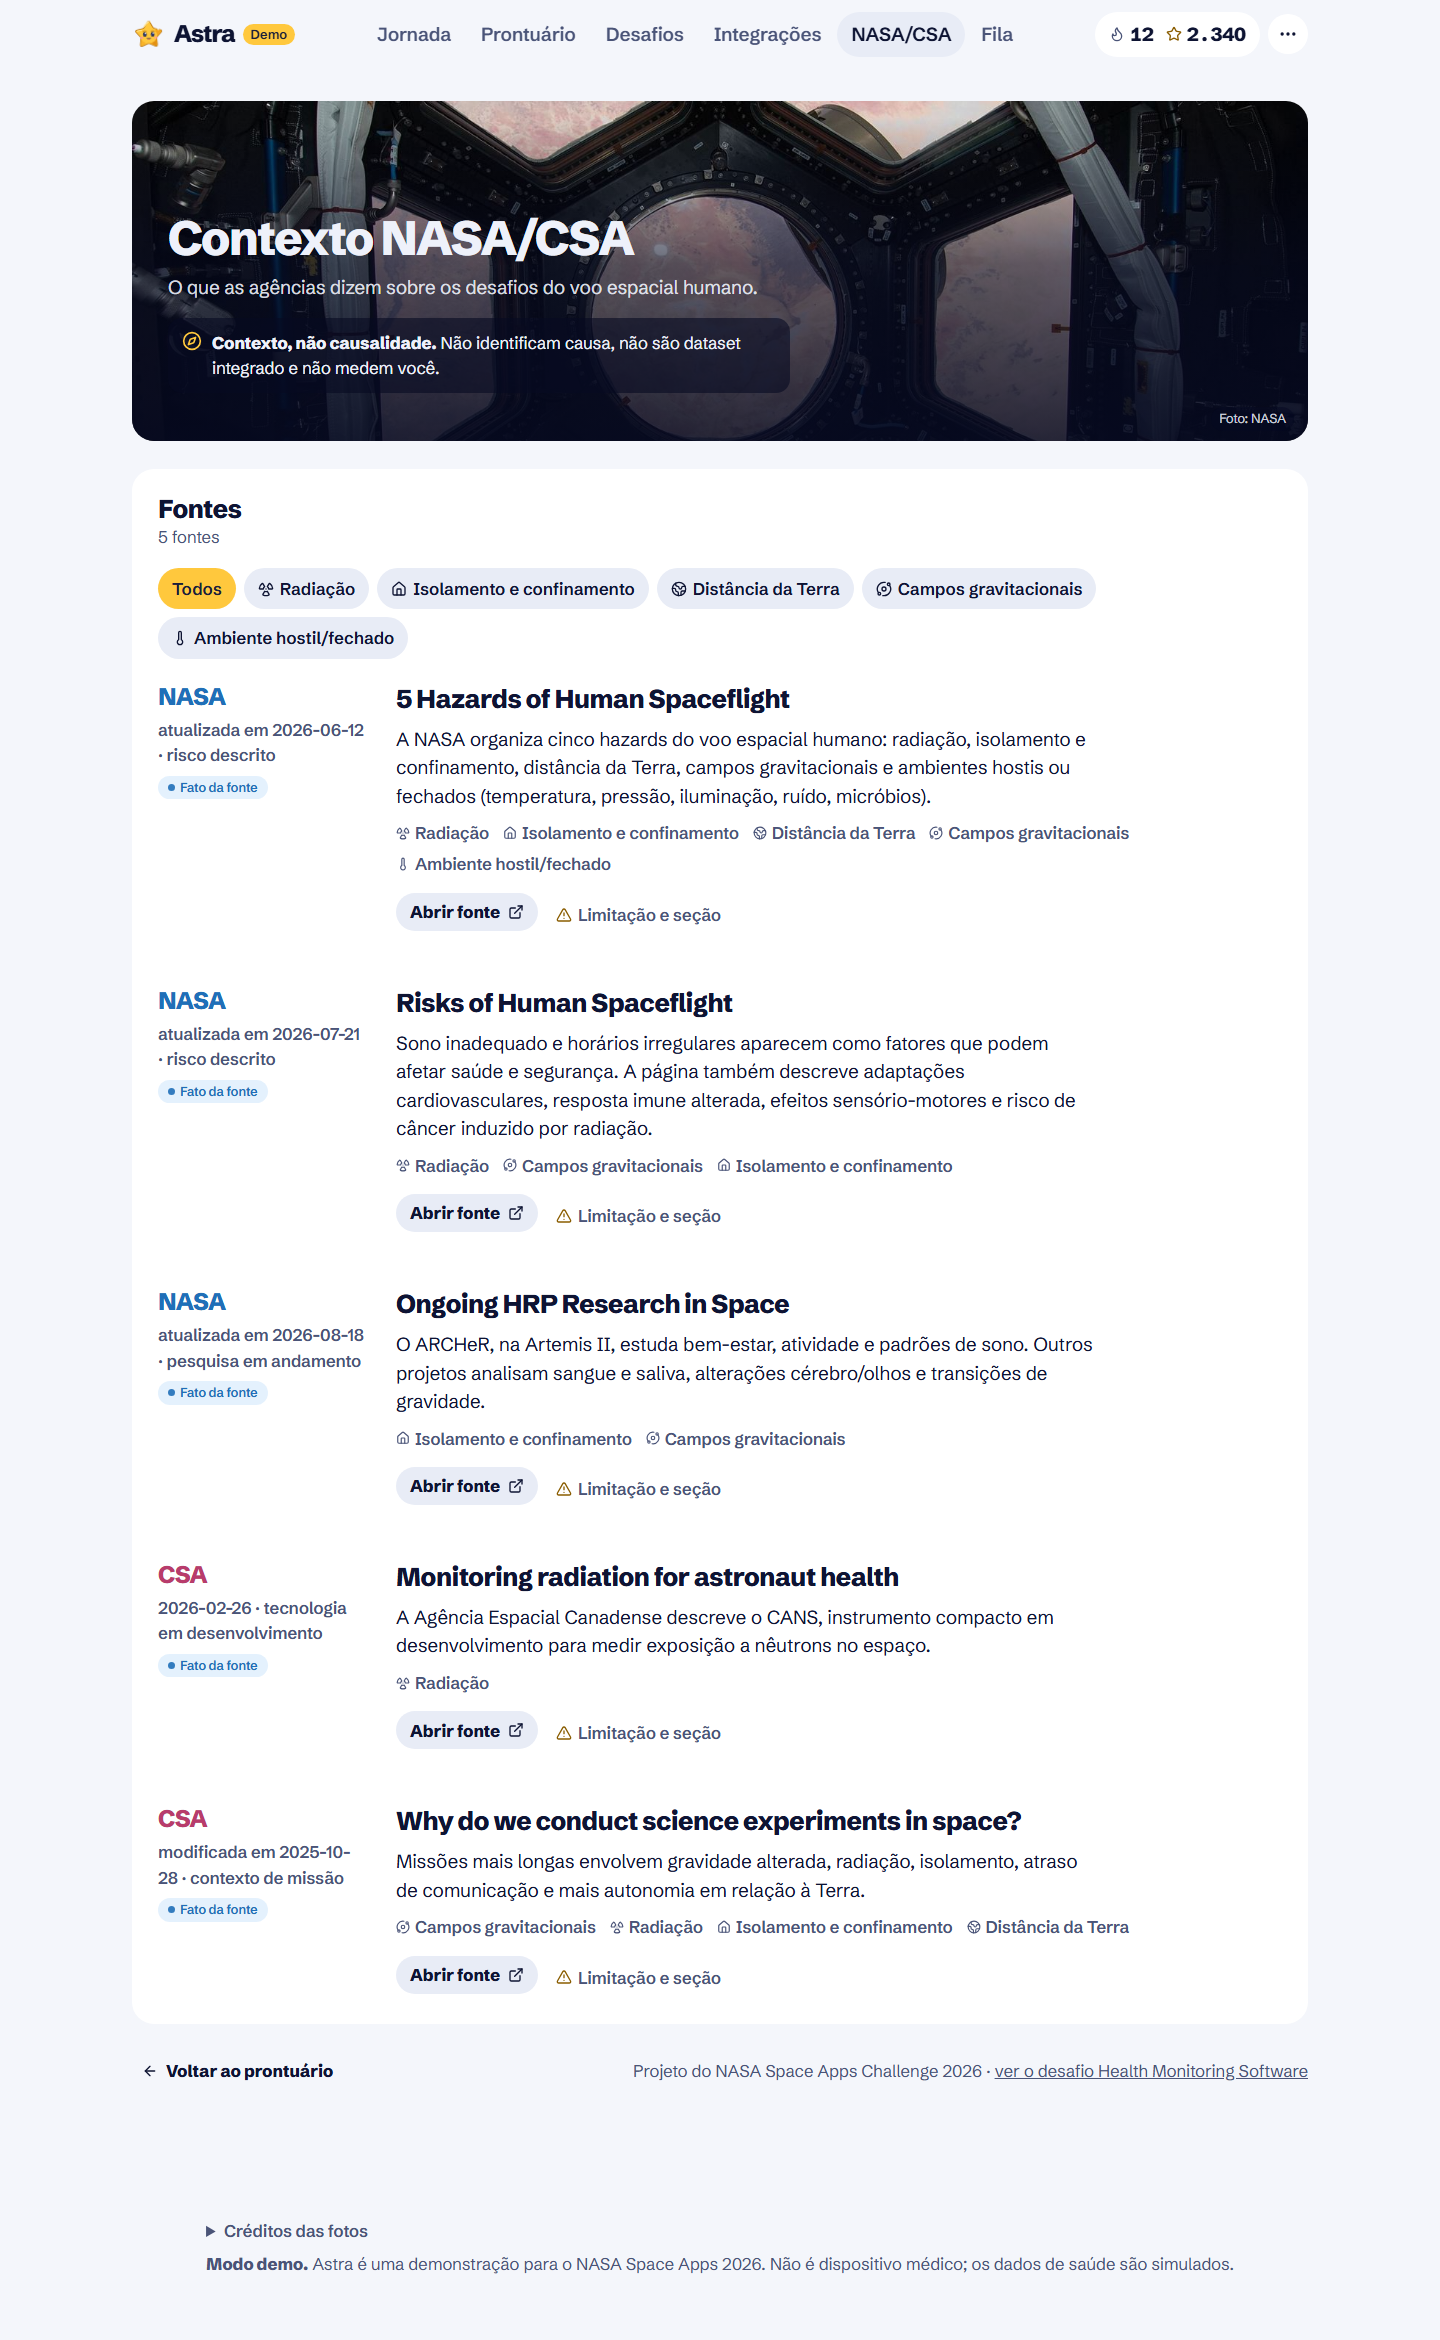 Astra Demo Jornada Prontuário Desafios Integrações NASA/CSA Fila 12 2.340
Contexto NASA/CSA
O que as agências dizem sobre os desafios do voo espacial humano.
Contexto, não causalidade. Não identificam causa, não são dataset
integrado e não medem você.
Foto: NASA
Fontes
5 fontes
Todos Radiação Isolamento e confinamento Distância da Terra Campos gravitacionais
Ambiente hostil/fechado
NASA
atualizada em 2026-06-12
· risco descrito
Fato da fonte
5 Hazards of Human Spaceflight
A NASA organiza cinco hazards do voo espacial humano: radiação, isolamento e
confinamento, distância da Terra, campos gravitacionais e ambientes hostis ou
fechados (temperatura, pressão, iluminação, ruído, micróbios).
Radiação Isolamento e confinamento Distância da Terra Campos gravitacionais
Ambiente hostil/fechado
Abrir fonte Limitação e seção
NASA
atualizada em 2026-07-21
· risco descrito
Fato da fonte
Risks of Human Spaceflight
Sono inadequado e horários irregulares aparecem como fatores que podem
afetar saúde e segurança. A página também descreve adaptações
cardiovasculares, resposta imune alterada, efeitos sensório-motores e risco de
câncer induzido por radiação.
Radiação Campos gravitacionais Isolamento e confinamento
Abrir fonte Limitação e seção
NASA
atualizada em 2026-08-18
· pesquisa em andamento
Fato da fonte
Ongoing HRP Research in Space
O ARCHeR, na Artemis II, estuda bem-estar, atividade e padrões de sono. Outros
projetos analisam sangue e saliva, alterações cérebro/olhos e transições de
gravidade.
Isolamento e confinamento Campos gravitacionais
Abrir fonte Limitação e seção
CSA
2026-02-26 · tecnologia
em desenvolvimento
Fato da fonte
Monitoring radiation for astronaut health
A Agência Espacial Canadense descreve o CANS, instrumento compacto em
desenvolvimento para medir exposição a nêutrons no espaço.
Radiação
Abrir fonte Limitação e seção
CSA
modificada em 2025-10-
28 · contexto de missão
Fato da fonte
Why do we conduct science experiments in space?
Missões mais longas envolvem gravidade alterada, radiação, isolamento, atraso
de comunicação e mais autonomia em relação à Terra.
Campos gravitacionais Radiação Isolamento e confinamento Distância da Terra
Abrir fonte Limitação e seção
Voltar ao prontuário
Projeto do NASA Space Apps Challenge 2026 · ver o desafio Health Monitoring Software
Créditos das fotos
Modo demo. Astra é uma demonstração para o NASA Space Apps 2026. Não é dispositivo médico; os dados de saúde são simulados.